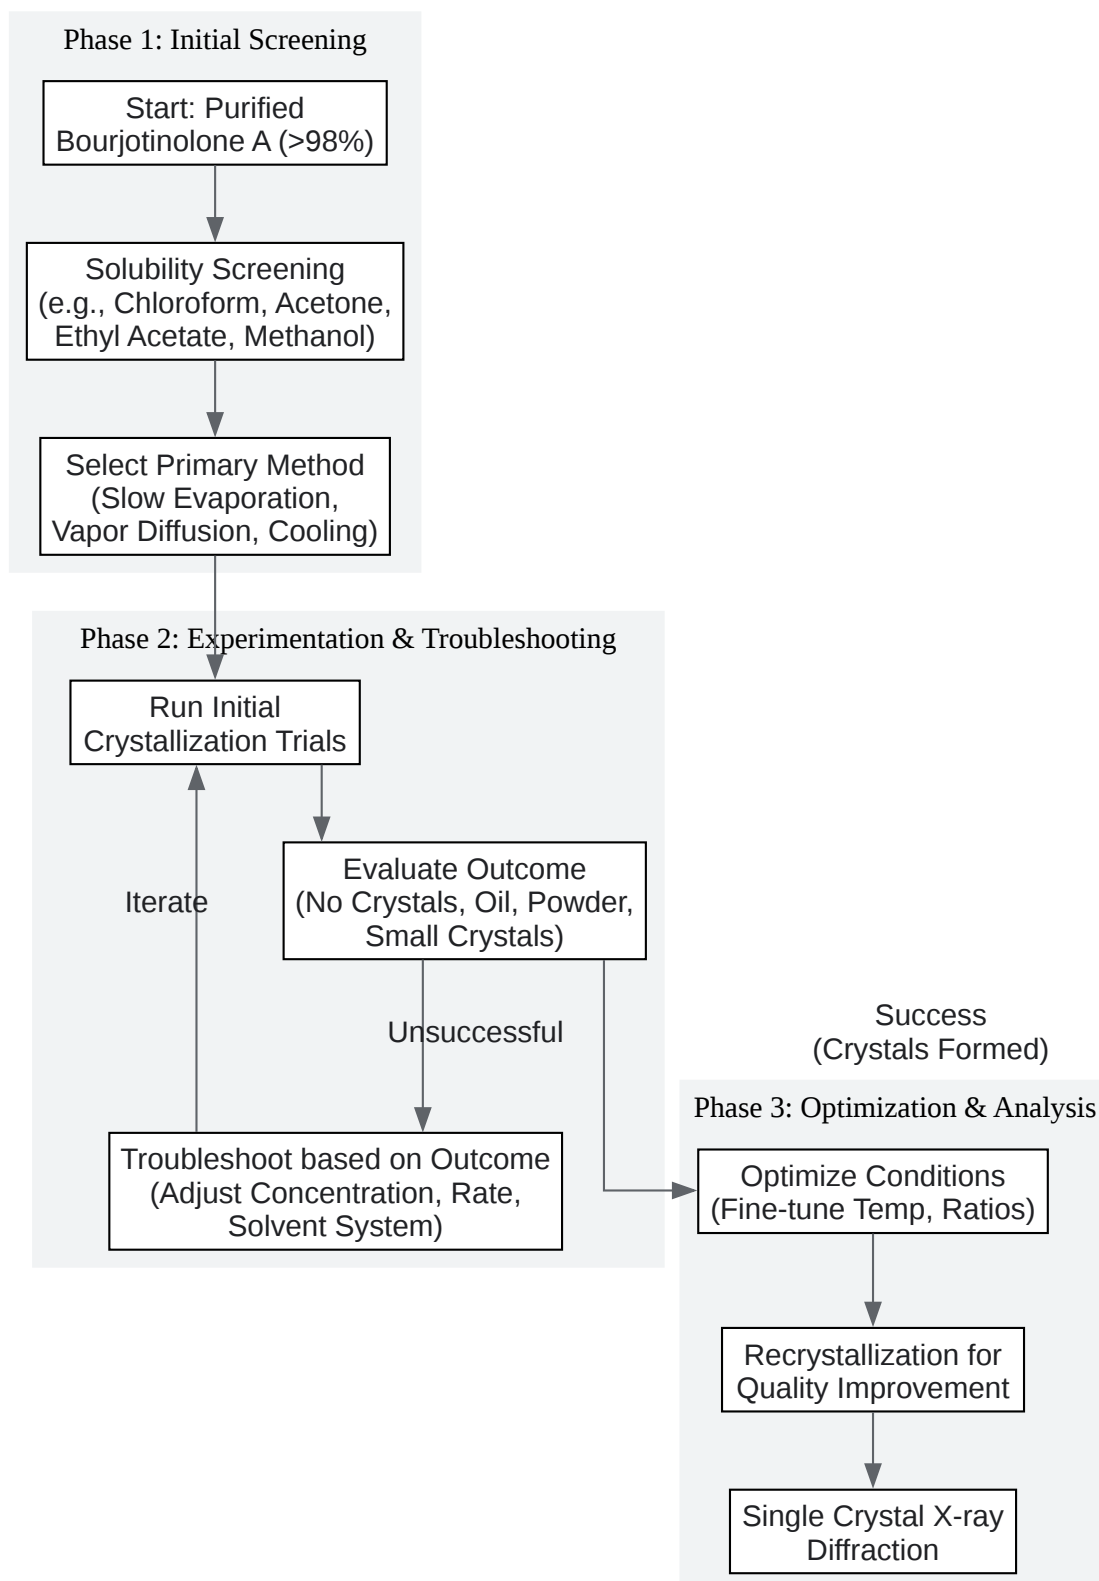 Phase 1: Initial Screening
Start: Purified
Bourjotinolone A (>98%)
Solubility Screening
(e.g., Chloroform, Acetone,
Ethyl Acetate, Methanol)
Select Primary Method
(Slow Evaporation,
Vapor Diffusion, Cooling)
Phase 2: Experimentation & Troubleshooting
Run Initial
Crystallization Trials
Evaluate Outcome
(No Crystals, Oil, Powder,
Small Crystals)
Iterate
Unsuccessful
Success
(Crystals Formed)
Troubleshoot based on Outcome
(Adjust Concentration, Rate,
Solvent System)
Phase 3: Optimization & Analysis
Optimize Conditions
(Fine-tune Temp, Ratios)
Recrystallization for
Quality Improvement
Single Crystal X-ray
Diffraction